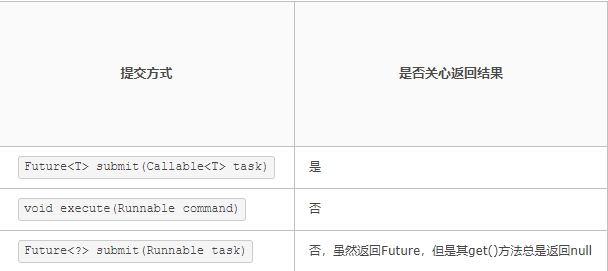 提交方式 是否关心返回结果
Future<T> submit(Callable<T> task) 是
void execute(Runnable command) 否
Future<?> submit(Runnable task) 否，虽然返回Future，但是其get()方法总是返回null